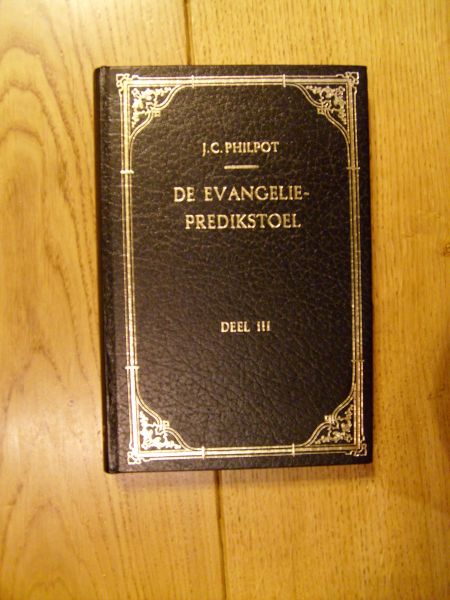 J.C. PHILPOT
DE EVANGELIE-
PREDIKSTOEL
DEEL III